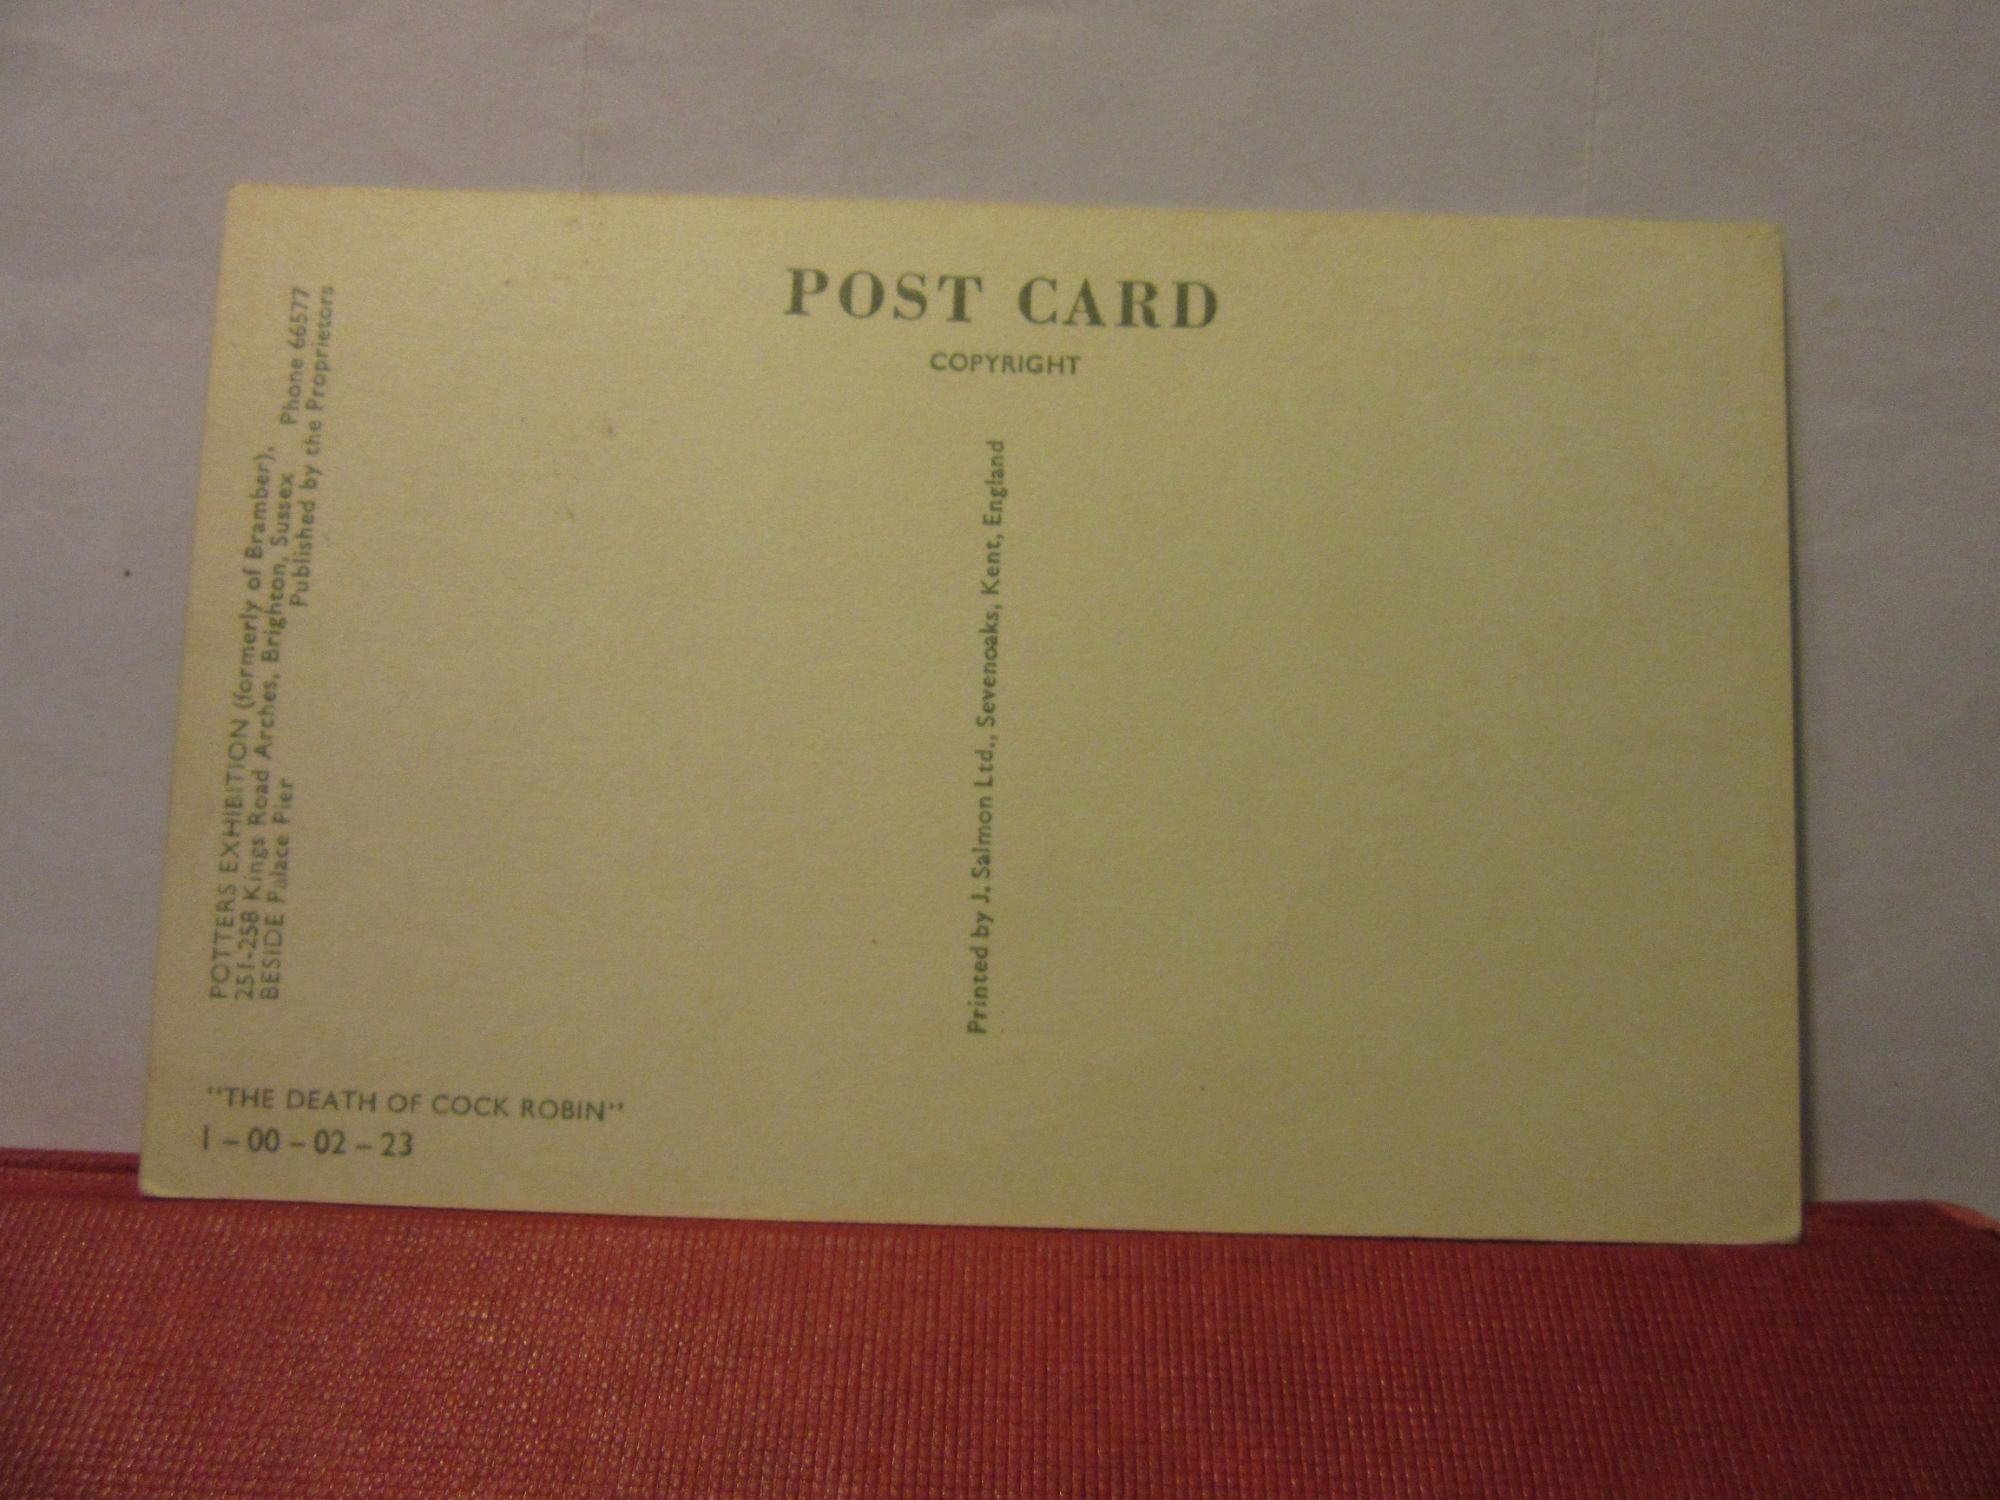 POST CARD
COPYRIGHT
POTTERS EXHIBITION (formerly of Bramber),
251-258 Kings Road Arches, Brighton, Sussex
BESIDE Palace Pier Phone 66577
Published by the Proprietors
Printed by J. Salmon Ltd., Sevenoaks, Kent, England
"THE DEATH OF COCK ROBIN"
1 – 00 – 02 – 23